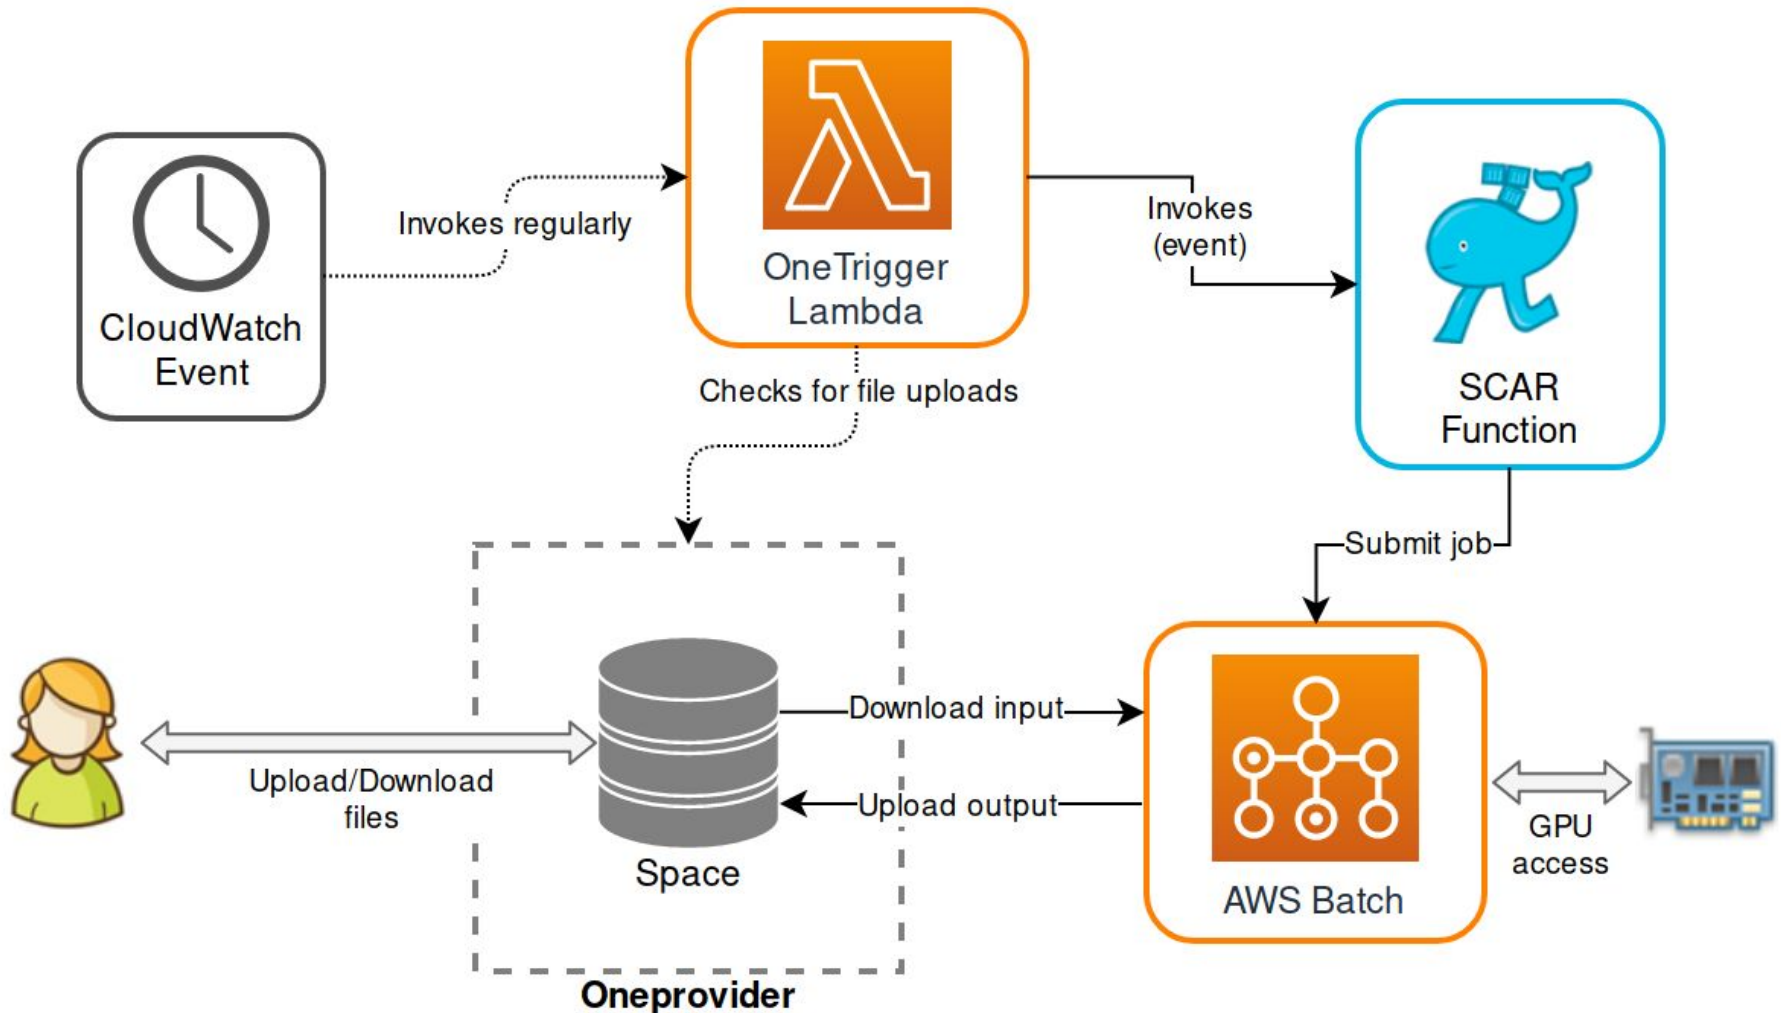 CloudWatch
Event
Invokes regularly
OneTrigger
Lambda
Invokes
(event)
SCAR
Function
Checks for file uploads
Submit job
Upload/Download
files
Space
Oneprovider
Download input
Upload output
AWS Batch
GPU
access